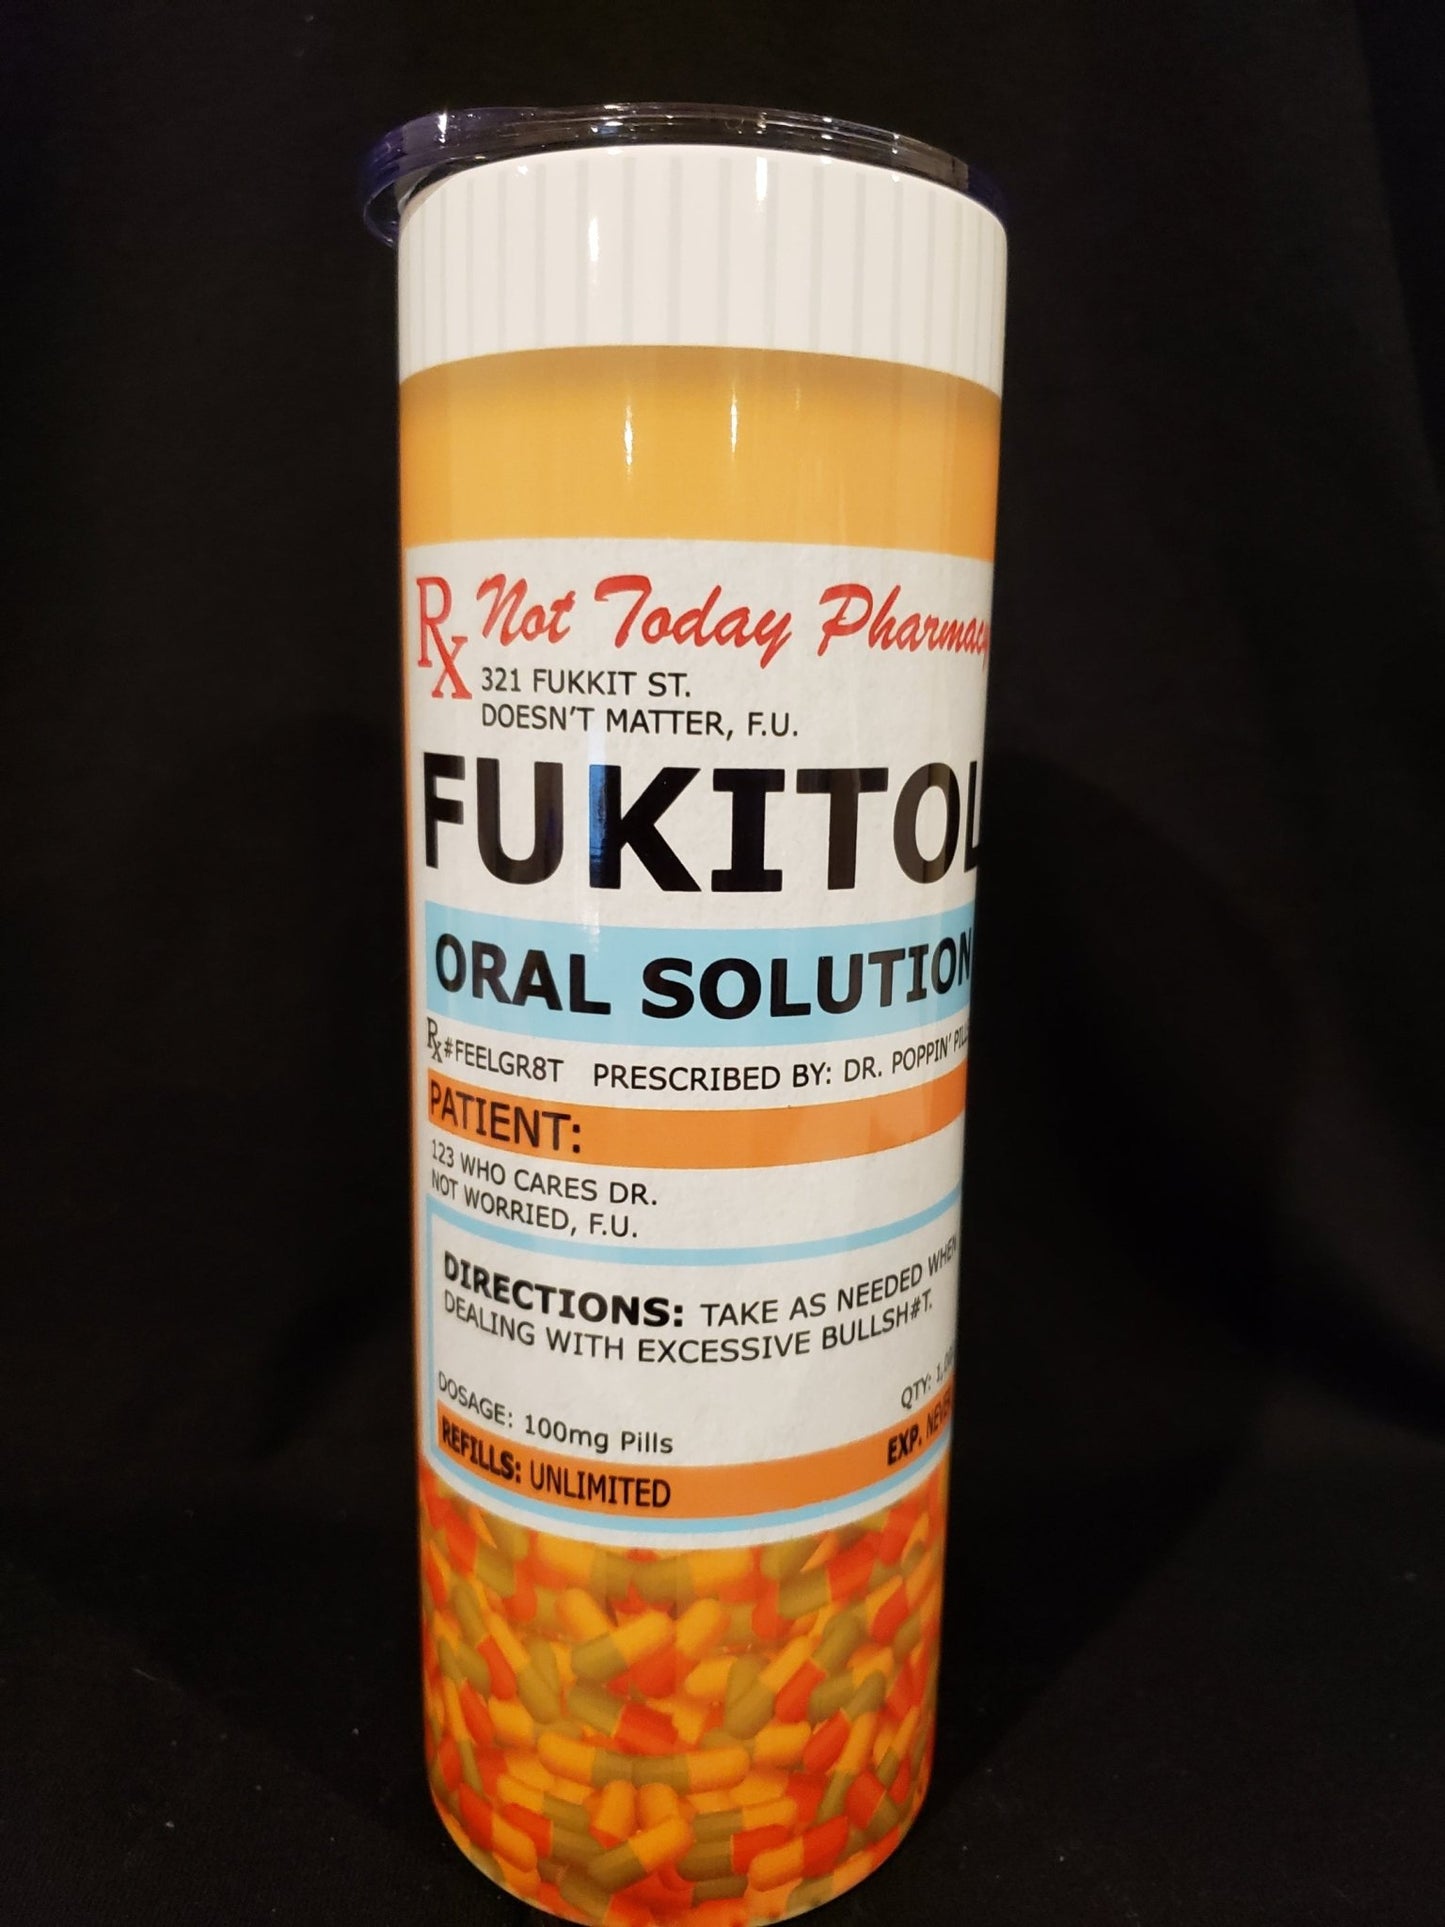 Rx Not Today Pharmacy
321 FUKKIT ST.
DOESN'T MATTER, F.U.
FUKITOL
ORAL SOLUTION
Rx#FEELGR8T PRESCRIBED BY: DR. POPPIN'
PATIENT:
123 WHO CARES DR.
NOT WORRIED, F.U.
DIRECTIONS: TAKE AS NEEDED WHEN
DEALING WITH EXCESSIVE BULLSH#T.
DOSAGE: 100mg Pills QTY:
REFILLS: UNLIMITED EXP.